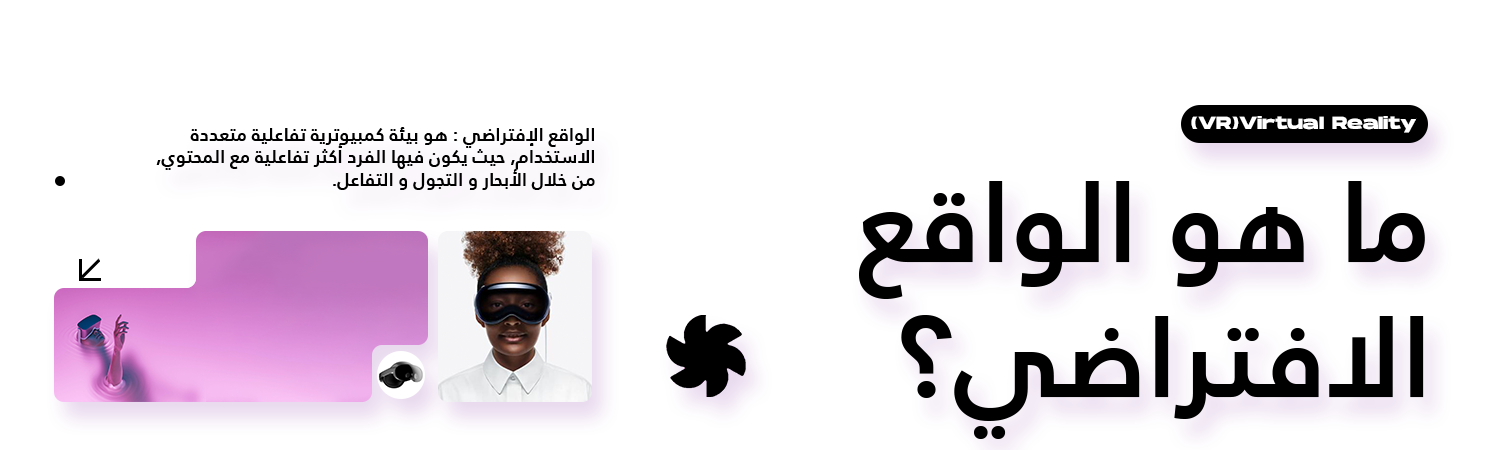 (VR)Virtual Reality
ما هو الواقع
الافتراضي؟
الواقع الإفتراضي : هو بيئة كمبيوترية تفاعلية متعددة
الاستخدام, حيث يكون فيها الفرد أكثر تفاعلية مع المحتوي,
من خلال الأبحار و التجول و التفاعل.